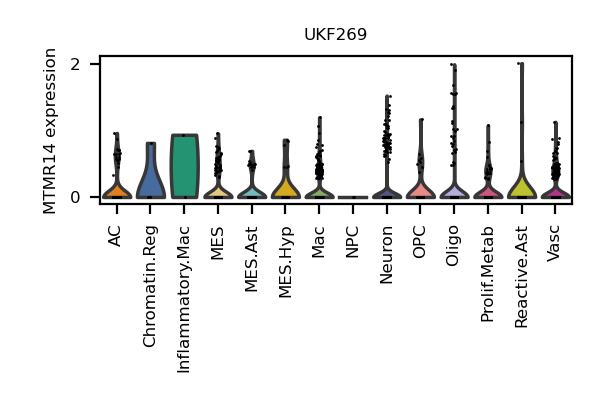 UKF269
MTMR14 expression
2
0
AC
Chromatin.Reg
Inflammatory.Mac
MES
MES.Ast
MES.Hyp
Mac
NPC
Neuron
OPC
Oligo
Prolif.Metab
Reactive.Ast
Vasc